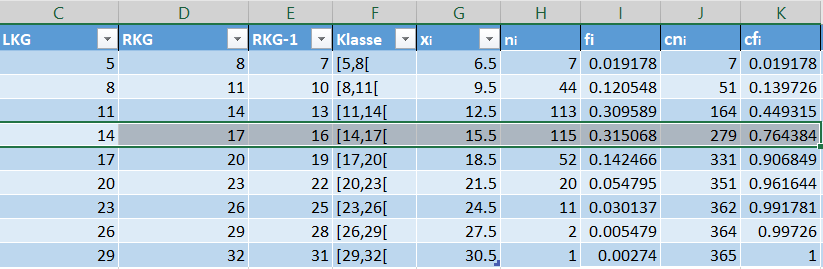 C D E F G H I J K
LKG RKG RKG-1 Klasse xi ni fi cni cfi
5 8 7 [5,8[ 6.5 7 0.019178 7 0.019178
8 11 10 [8,11[ 9.5 44 0.120548 51 0.139726
11 14 13 [11,14[ 12.5 113 0.309589 164 0.449315
14 17 16 [14,17[ 15.5 115 0.315068 279 0.764384
17 20 19 [17,20[ 18.5 52 0.142466 331 0.906849
20 23 22 [20,23[ 21.5 20 0.054795 351 0.961644
23 26 25 [23,26[ 24.5 11 0.030137 362 0.991781
26 29 28 [26,29[ 27.5 2 0.005479 364 0.99726
29 32 31 [29,32[ 30.5 1 0.00274 365 1